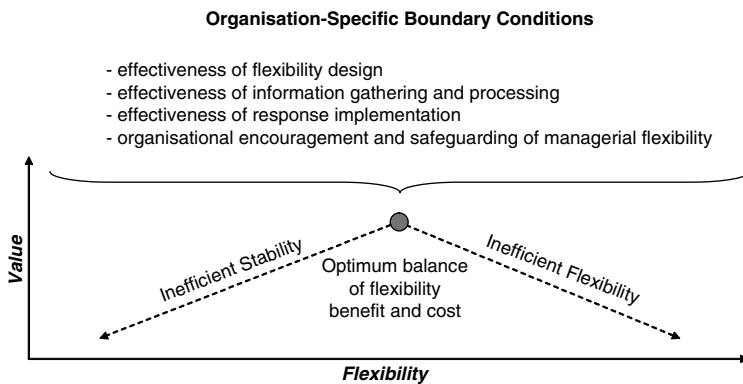 Organisation-Specific Boundary Conditions
- effectiveness of flexibility design
- effectiveness of information gathering and processing
- effectiveness of response implementation
- organisational encouragement and safeguarding of managerial flexibility
Value
Inefficient Stability
Inefficient Flexibility
Optimum balance
of flexibility
benefit and cost
Flexibility